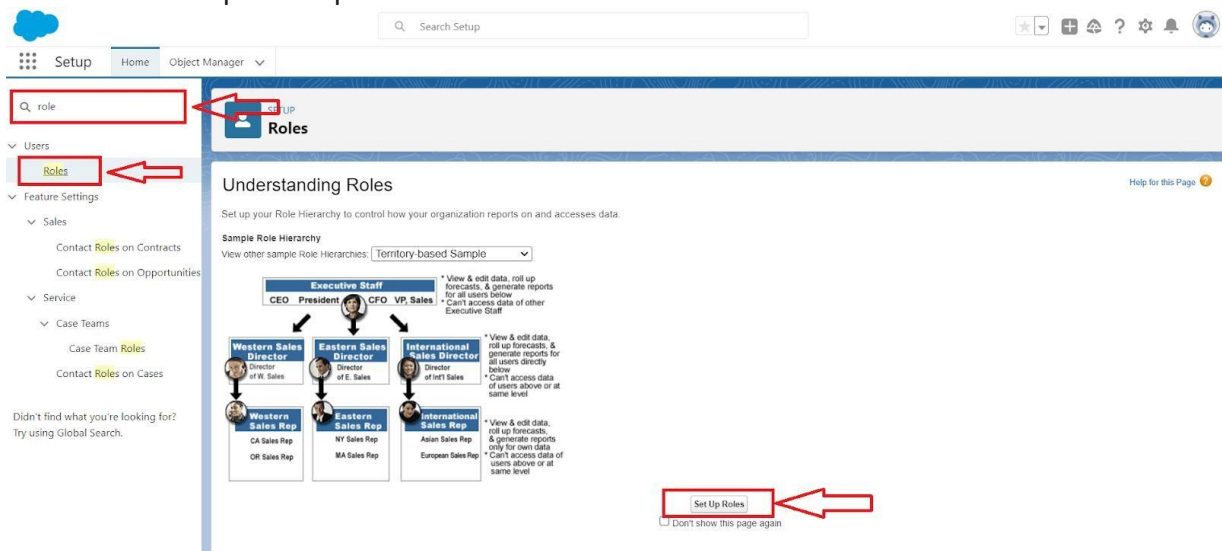 Search Setup
Setup
Home
Object Manager
role
Users
Roles
Feature Settings
Sales
Contact Roles on Contracts
Contact Roles on Opportunities
Service
Case Teams
Case Team Roles
Contact Roles on Cases
Didn't find what you're looking for?
Try using Global Search.
SETUP
Roles
Understanding Roles
Help for this Page
Set up your Role Hierarchy to control how your organization reports on and accesses data.
Sample Role Hierarchy
View other sample Role Hierarchies: Territory-based Sample
Executive Staff
CEO President CFO VP, Sales
* View & edit data, roll up
forecasts, & generate reports
for all users below
* Can't access data of other
Executive Staff
Western Sales
Director
Director
of W. Sales
Eastern Sales
Director
Director
of E. Sales
International
Sales Director
Director
of Int'l Sales
* View & edit data,
roll up forecasts, &
generate reports for
all users directly
below
* Can't access data
of users above or at
same level
Western
Sales Rep
CA Sales Rep
OR Sales Rep
Eastern
Sales Rep
NY Sales Rep
MA Sales Rep
International
Sales Rep
Asian Sales Rep
European Sales Rep
* View & edit data,
roll up forecasts,
& generate reports
only for own data
* Can't access data of
users above or at
same level
Set Up Roles
Don't show this page again